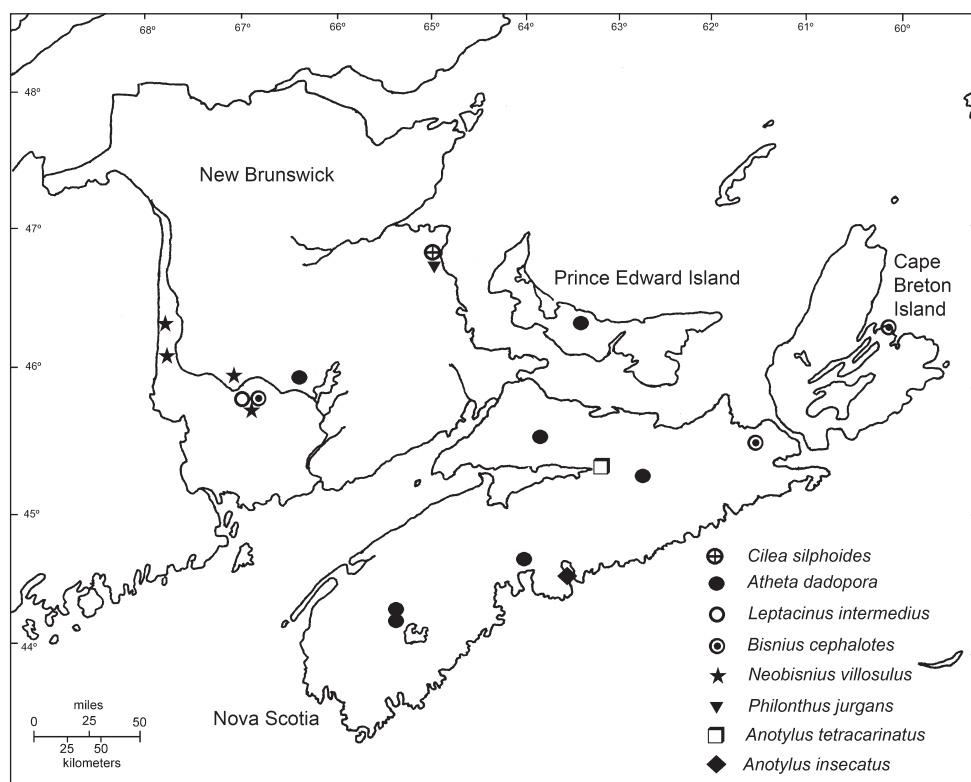 68° 67° 66° 65° 64° 63° 62° 61° 60°
48°
New Brunswick
47°
Prince Edward Island
Cape
Breton
Island
46°
45°
44°
Nova Scotia
Cilea silphoides
Atheta dadopora
Leptacinus intermedius
Bisnius cephalotes
Neobisnius villosulus
Philonthus jurgans
Anotylus tetracarinatus
Anotylus insecatus
miles
0 25 50
25 50
kilometers